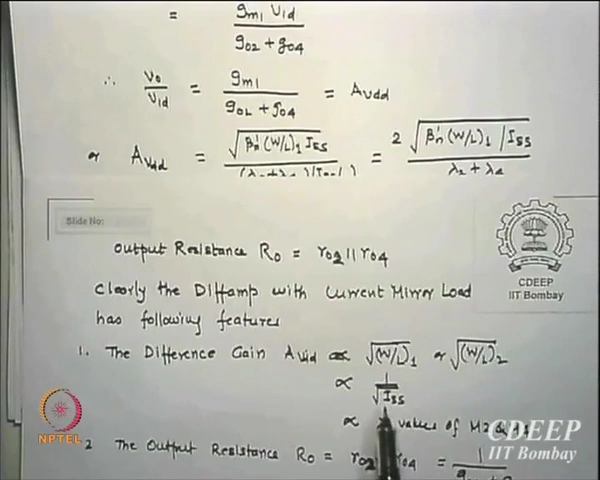 = gm1 vid / go2 + go4
∴ vo / vid = gm1 / go2 + go4 = Avdd
or Avdd = √βn' (W/L)1 ISS = 2 √βn' (W/L)1 / ISS / λ2 + λ4
Slide No:
CDEEP
IIT Bombay
Output Resistance Ro = ro2 || ro4
Clearly the Diffamp with Current Mirror Load
has following features
1. The Difference Gain Avdd ∝ √(W/L)1 or √(W/L)2
∝ 1 / √ISS
∝ values of M2 &
NPTEL
CDEEP
IIT Bombay
2 The Output Resistance Ro = ro2 ro4 = 1